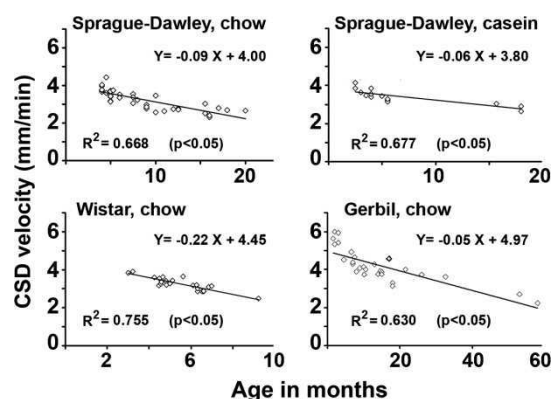 Sprague-Dawley, chow
Y= -0.09 X + 4.00
6
4
2
0
R2= 0.668 (p<0.05)
10 20
Sprague-Dawley, casein
Y= -0.06 X + 3.80
6
4
2
0
R2= 0.677 (p<0.05)
10 20
CSD velocity (mm/min)
Wistar, chow
Y= -0.22 X + 4.45
6
4
2
0
R2= 0.755 (p<0.05)
2 6 10
Gerbil, chow
Y= -0.05 X + 4.97
6
4
2
0
R2= 0.630 (p<0.05)
20 40 60
Age in months